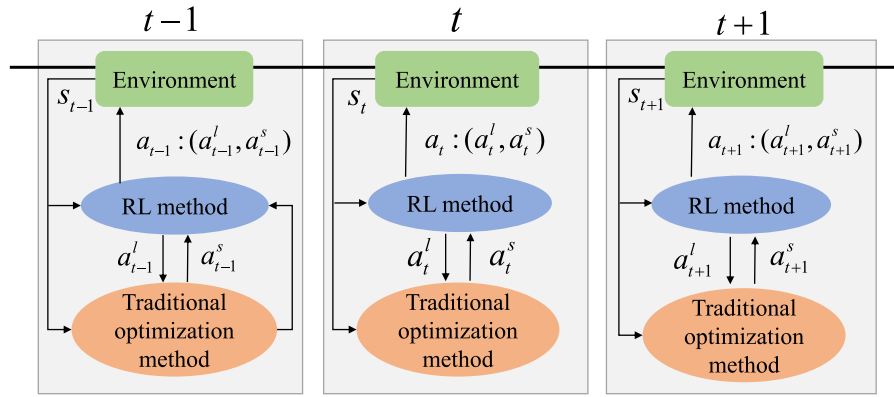 t−1
Environment
s_{t−1}
a_{t−1} : (a^l_{t−1}, a^s_{t−1})
RL method
a^l_{t−1}
a^s_{t−1}
Traditional
optimization
method
t
Environment
s_t
a_t : (a^l_t, a^s_t)
RL method
a^l_t
a^s_t
Traditional
optimization
method
t+1
Environment
s_{t+1}
a_{t+1} : (a^l_{t+1}, a^s_{t+1})
RL method
a^l_{t+1}
a^s_{t+1}
Traditional
optimization
method